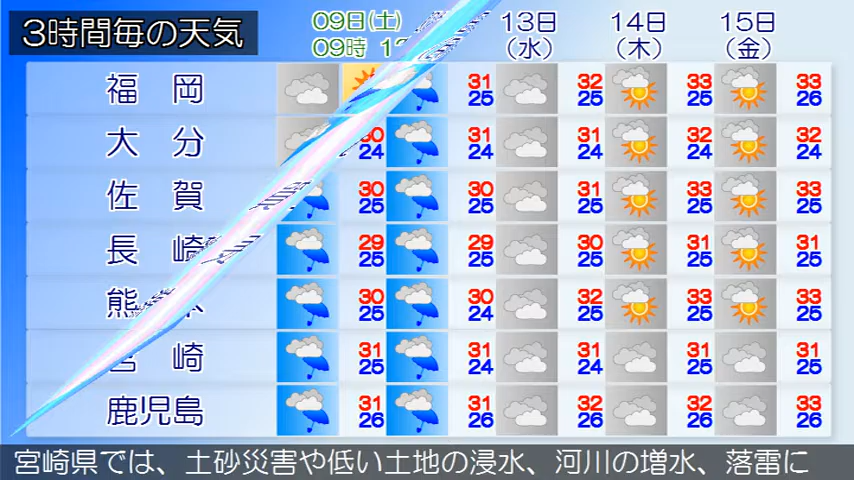 3時間毎の天気
09日(土)
09時
13日
(水)
14日
(木)
15日
(金)
福岡 31 25 32 25 33 25 33 26
大分 24 31 24 31 24 32 24 32 24
佐賀 30 25 30 25 31 25 33 25 33 25
長崎 29 25 29 25 30 25 31 25 31 25
熊 30 25 30 24 32 25 33 25 33 25
宮崎 31 25 31 24 31 24 31 25 31 25
鹿児島 31 26 31 26 32 26 32 26 33 26
宮崎県では、土砂災害や低い土地の浸水、河川の増水、落雷に